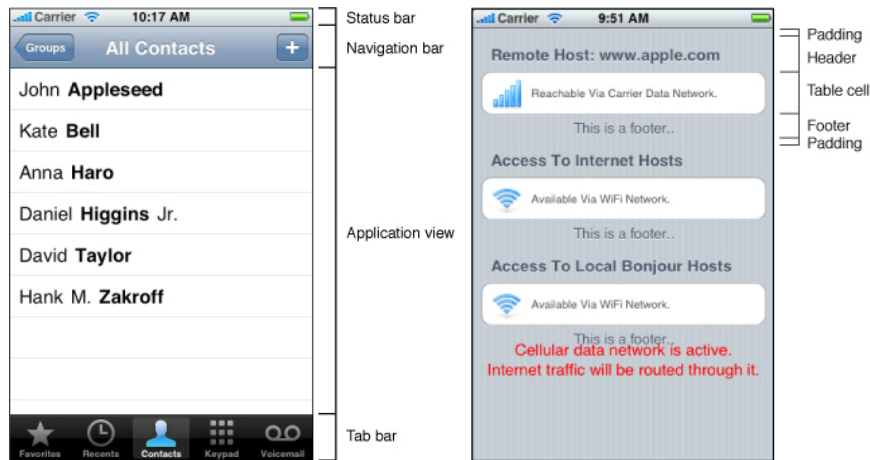 Carrier 10:17 AM
Groups All Contacts +
John Appleseed
Kate Bell
Anna Haro
Daniel Higgins Jr.
David Taylor
Hank M. Zakroff
Favorites Recents Contacts Keypad Voicemail
Status bar
Navigation bar
Application view
Tab bar
Carrier 9:51 AM
Remote Host: www.apple.com
Reachable Via Carrier Data Network.
This is a footer..
Access To Internet Hosts
Available Via WiFi Network.
This is a footer..
Access To Local Bonjour Hosts
Available Via WiFi Network.
This is a footer..
Cellular data network is active.
Internet traffic will be routed through it.
Padding
Header
Table cell
Footer
Padding